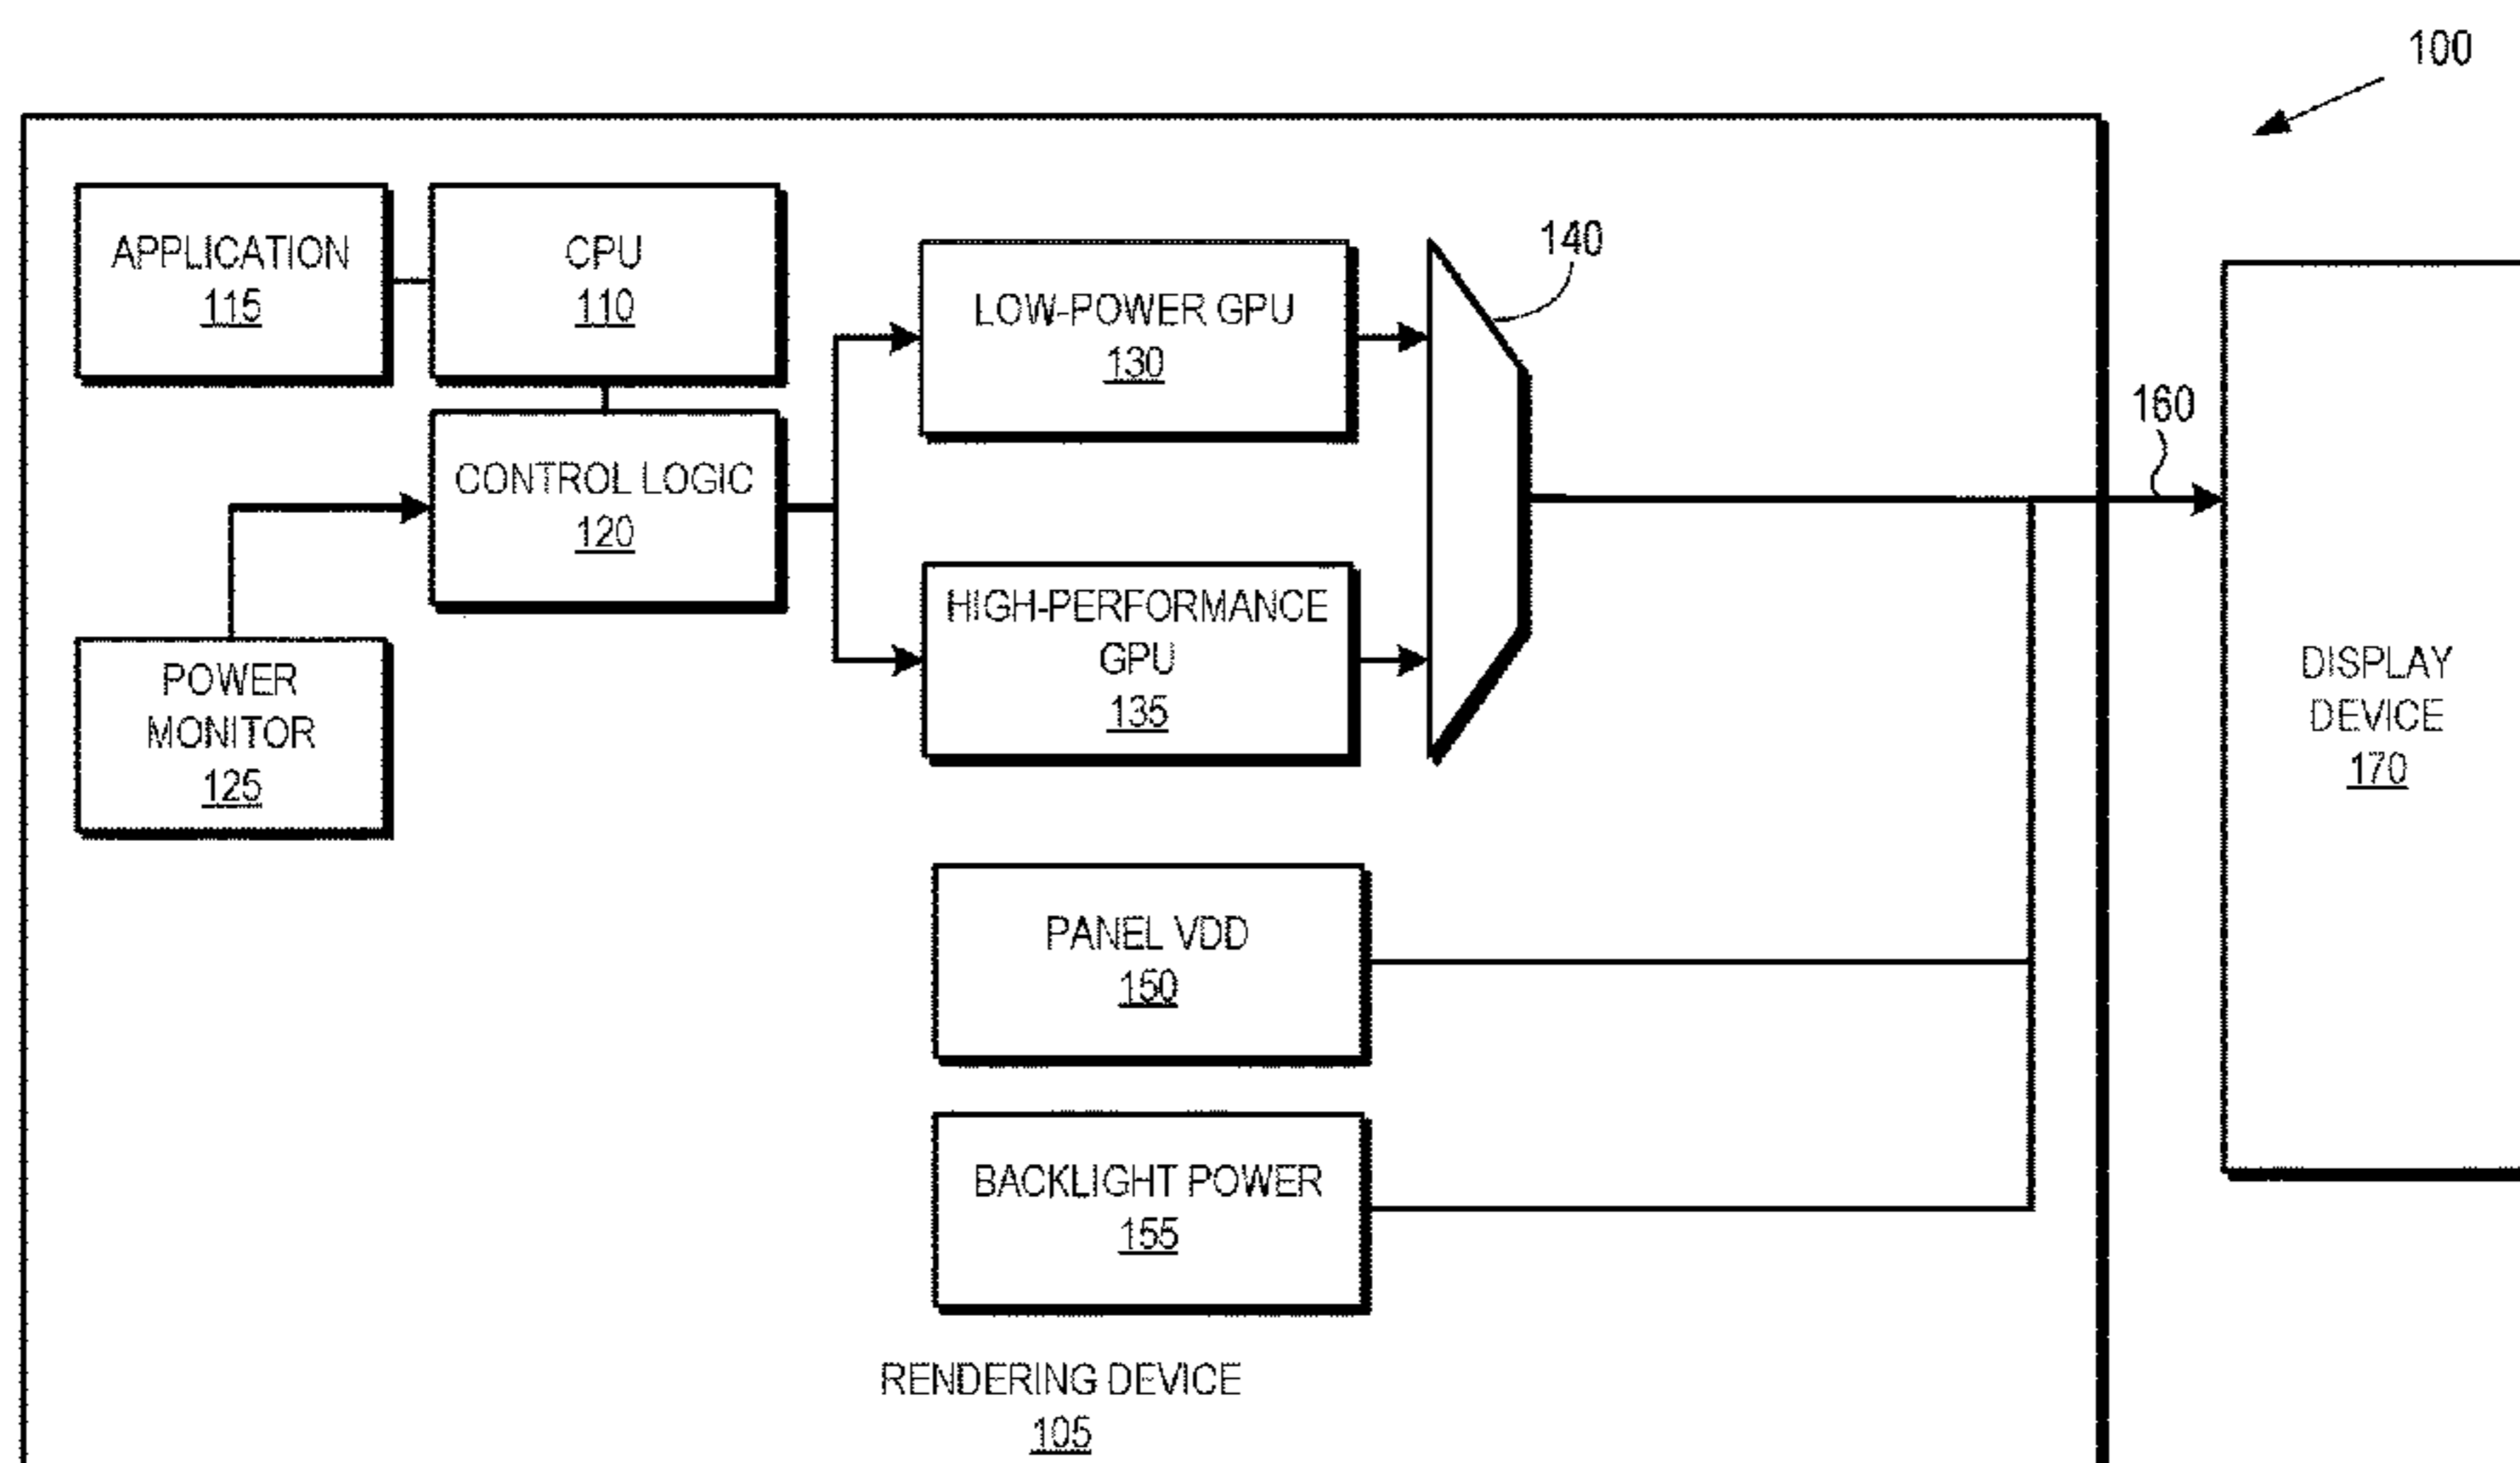 100
APPLICATION
115
CPU
110
LOW-POWER GPU
130
140
160
CONTROL LOGIC
120
HIGH-PERFORMANCE
GPU
135
POWER
MONITOR
125
DISPLAY
DEVICE
170
PANEL VDD
150
BACKLIGHT POWER
155
RENDERING DEVICE
105